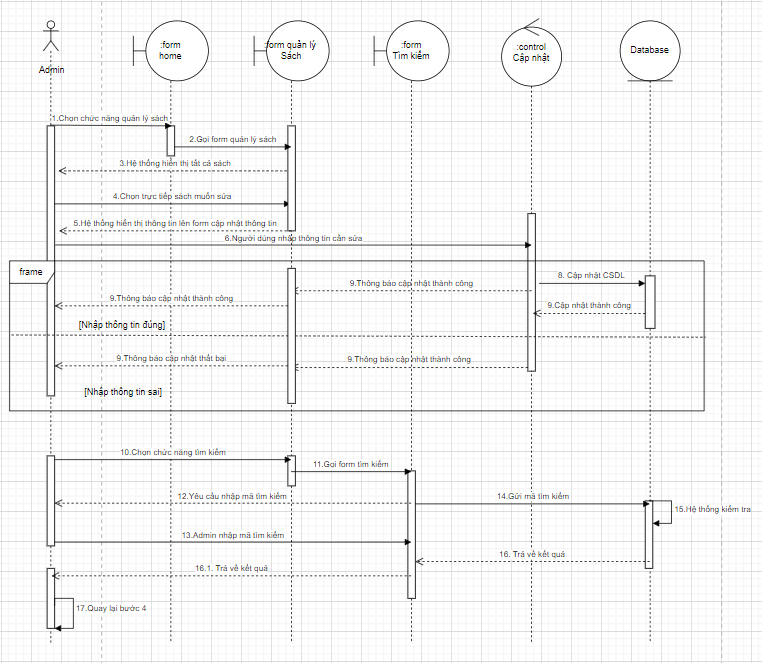 Admin
:form
home
:form quản lý
Sách
:form
Tìm kiếm
:control
Cập nhật
Database
1.Chọn chức năng quản lý sách
2.Gọi form quản lý sách
3.Hệ thống hiển thị tất cả sách
4.Chọn trực tiếp sách muốn sửa
5.Hệ thống hiển thị thông tin lên form cập nhật thông tin
6.Người dùng nhập thông tin cần sửa
frame
8. Cập nhật CSDL
9.Thông báo cập nhật thành công
9.Thông báo cập nhật thành công
9.Cập nhật thành công
[Nhập thông tin đúng]
9.Thông báo cập nhật thất bại
9.Thông báo cập nhật thành công
[Nhập thông tin sai]
10.Chọn chức năng tìm kiếm
11.Gọi form tìm kiếm
12.Yêu cầu nhập mã tìm kiếm
14.Gửi mã tìm kiếm
15.Hệ thống kiểm tra
13.Admin nhập mã tìm kiếm
16. Trả về kết quả
16.1. Trả về kết quả
17.Quay lại bước 4